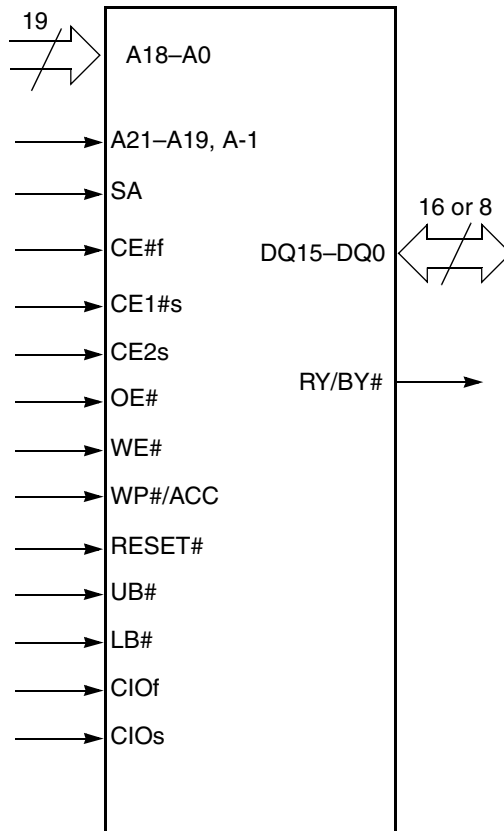 19
A18–A0
A21–A19, A-1
SA
16 or 8
CE#f
DQ15–DQ0
CE1#s
CE2s
RY/BY#
OE#
WE#
WP#/ACC
RESET#
UB#
LB#
CIOf
CIOs